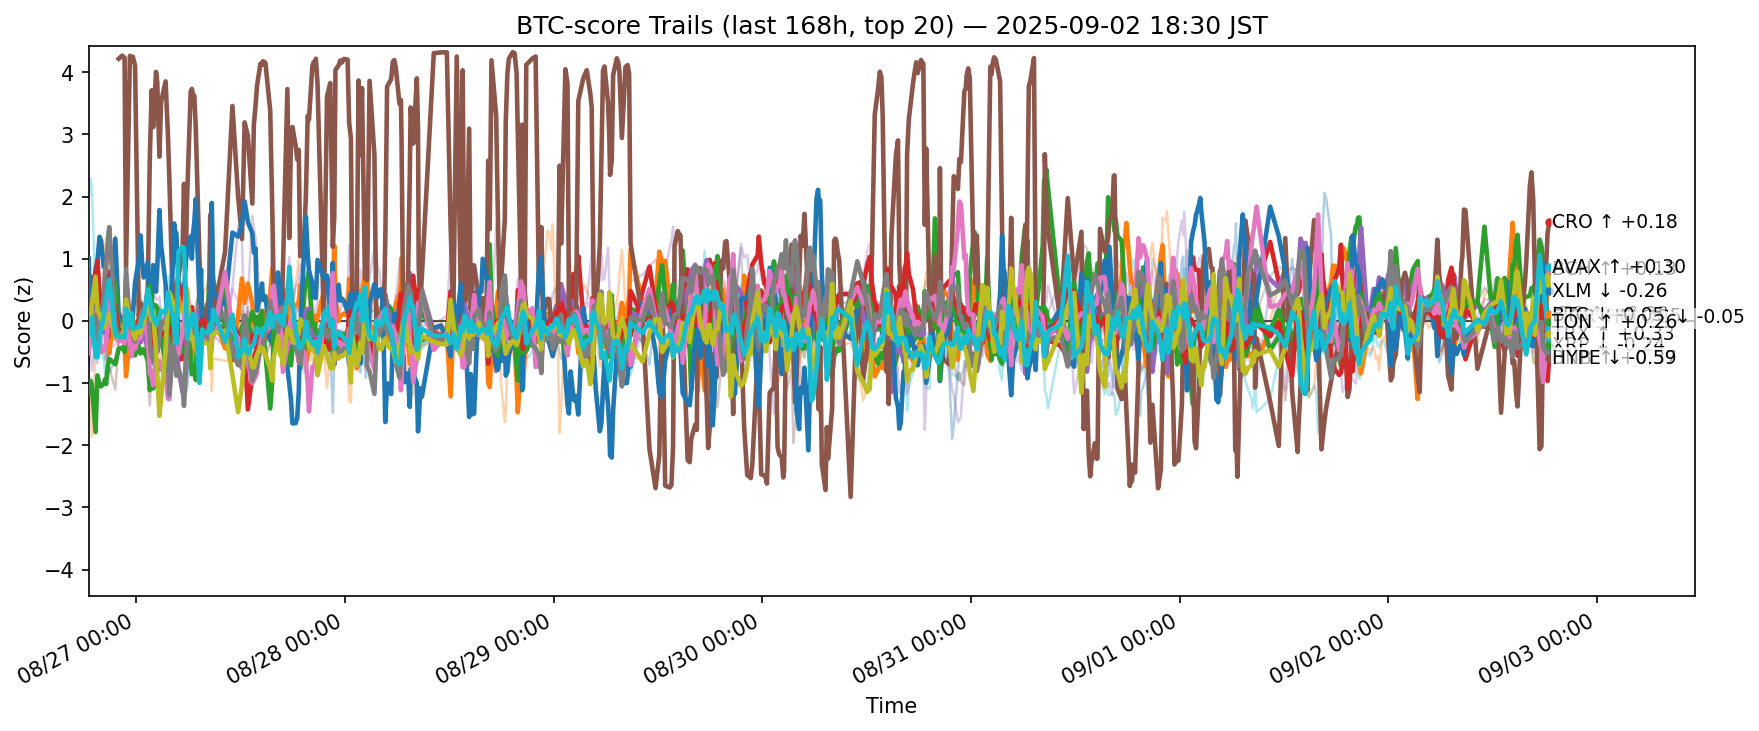 BTC-score Trails (last 168h, top 20) — 2025-09-02 18:30 JST
Score (z)
4
3
2
1
0
−1
−2
−3
−4
CRO ↑ +0.18
AVAX ↑ +0.30
XLM ↓ -0.26
↓ -0.05
TON ↑ +0.26
HYPE ↓ -0.59
08/27 00:00
08/28 00:00
08/29 00:00
08/30 00:00
08/31 00:00
09/01 00:00
09/02 00:00
09/03 00:00
Time